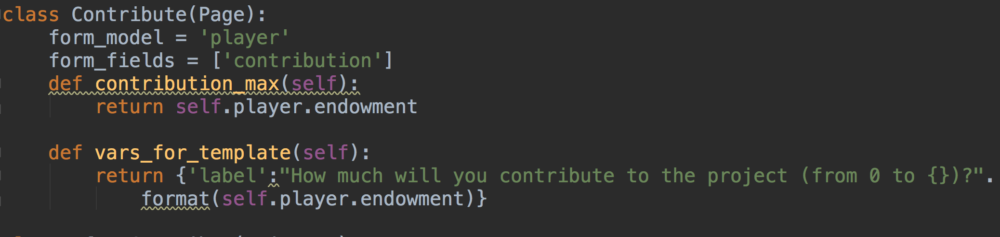 class Contribute(Page):
    form_model = 'player'
    form_fields = ['contribution']
    def contribution_max(self):
        return self.player.endowment
    def vars_for_template(self):
        return {'label':"How much will you contribute to the project (from 0 to {})?".
            format(self.player.endowment)}